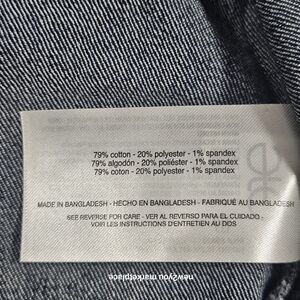 79% cotton - 20% polyester - 1% spandex
79% algodón - 20% poliéster - 1% spandex
79% coton - 20% polyester - 1% spandex
MADE IN BANGLADESH - HECHO EN BANGLADESH - FABRIQUÉ AU BANGLADESH
SEE REVERSE FOR CARE - VER AL REVERSO PARA EL CUIDADO -
VOIR LES INSTRUCTIONS D'ENTRETIEN AU DOS
new2you marketplace